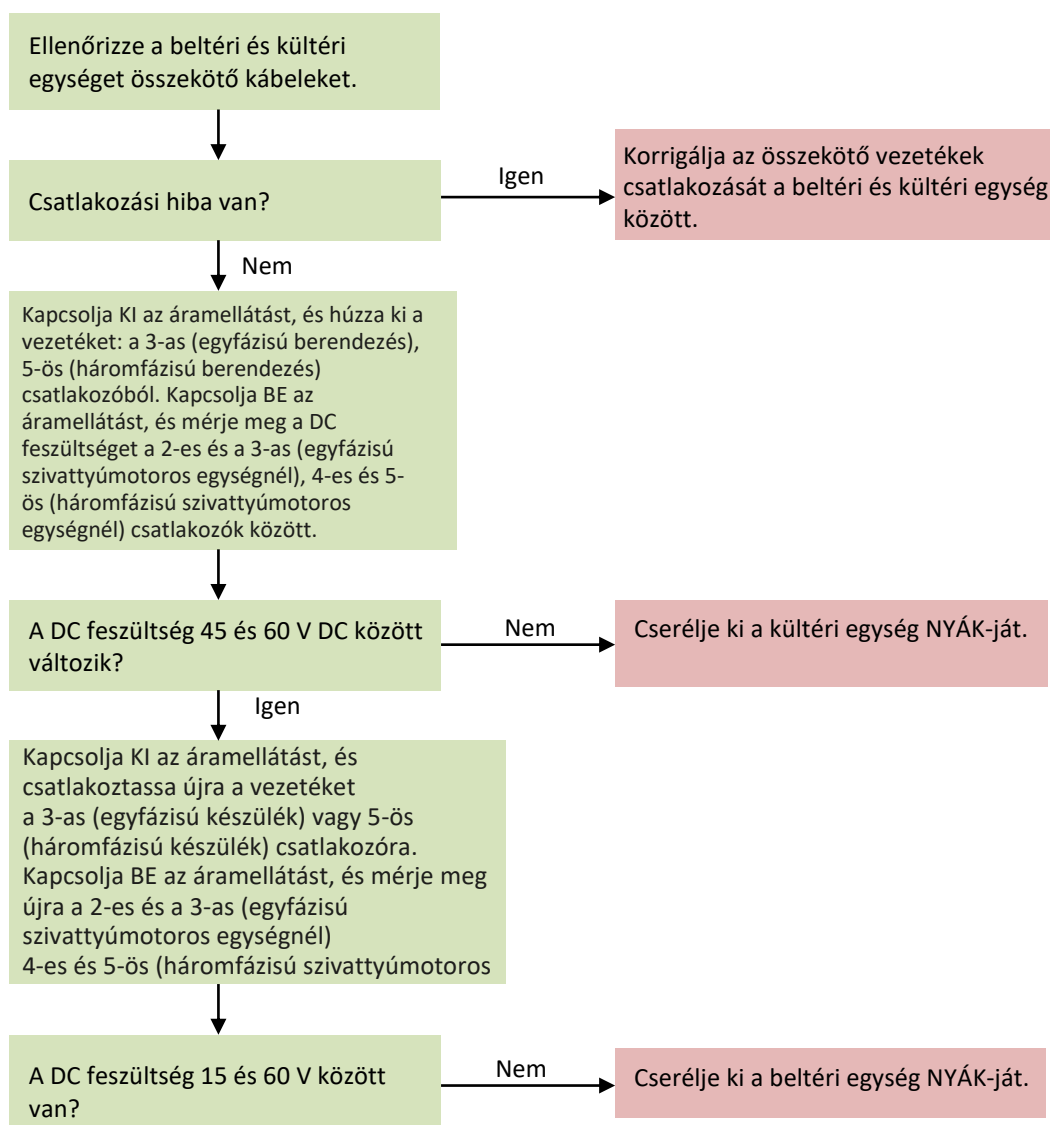 Ellenőrizze a beltéri és kültéri
egységet összekötő kábeleket.
Csatlakozási hiba van?
Igen
Korrigálja az összekötő vezetékek
csatlakozását a beltéri és kültéri egység
között.
Nem
Kapcsolja KI az áramellátást, és húzza ki a
vezetéket: a 3-as (egyfázisú berendezés),
5-ös (háromfázisú berendezés)
csatlakozóból. Kapcsolja BE az
áramellátást, és mérje meg a DC
feszültséget a 2-es és a 3-as (egyfázisú
szivattyúmotoros egységnél), 4-es és 5-
ös (háromfázisú szivattyúmotoros
egységnél) csatlakozók között.
A DC feszültség 45 és 60 V DC között
változik?
Nem
Cserélje ki a kültéri egység NYÁK-ját.
Igen
Kapcsolja KI az áramellátást, és
csatlakoztassa újra a vezetéket
a 3-as (egyfázisú készülék) vagy 5-ös
(háromfázisú készülék) csatlakozóra.
Kapcsolja BE az áramellátást, és mérje meg
újra a 2-es és a 3-as (egyfázisú
szivattyúmotoros egységnél)
4-es és 5-ös (háromfázisú szivattyúmotoros
A DC feszültség 15 és 60 V között
van?
Nem
Cserélje ki a beltéri egység NYÁK-ját.